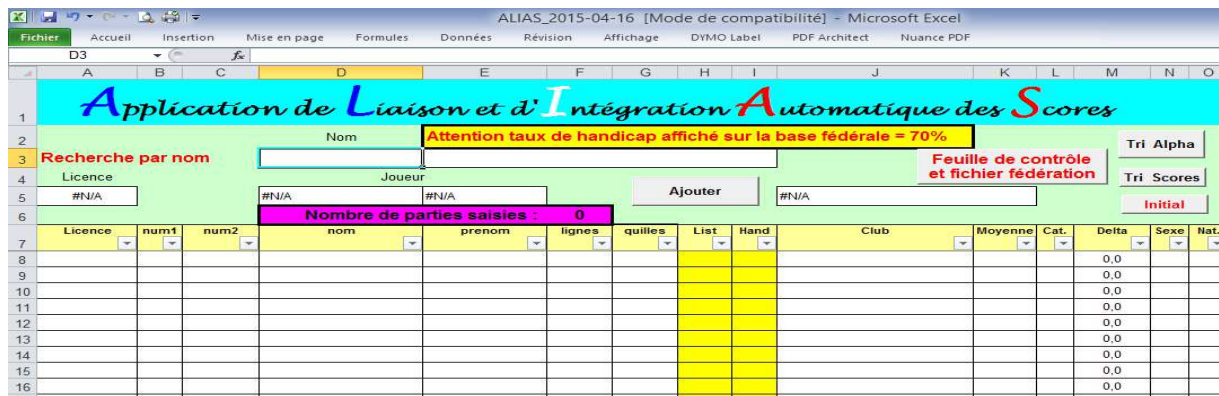 ALIAS_2015-04-16 [Mode de compatibilité] - Microsoft Excel
Fichier Accueil Insertion Mise en page Formules Données Révision Affichage DYMO Label PDF Architect Nuance PDF
D3 fx
A B C D E F G H I J K L M N O
1 Application de Liaison et d'Intégration Automatique des Scores
2 Nom Attention taux de handicap affiché sur la base fédérale = 70%
Tri Alpha
3 Recherche par nom
Feuille de contrôle
et fichier fédération
4 Licence Joueur
Tri Scores
5 #N/A #N/A #N/A Ajouter #N/A
Initial
6 Nombre de parties saisies : 0
7 Licence num1 num2 nom prenom lignes quilles List Hand Club Moyenne Cat. Delta Sexe Nat.
8 0,0
9 0,0
10 0,0
11 0,0
12 0,0
13 0,0
14 0,0
15 0,0
16 0,0